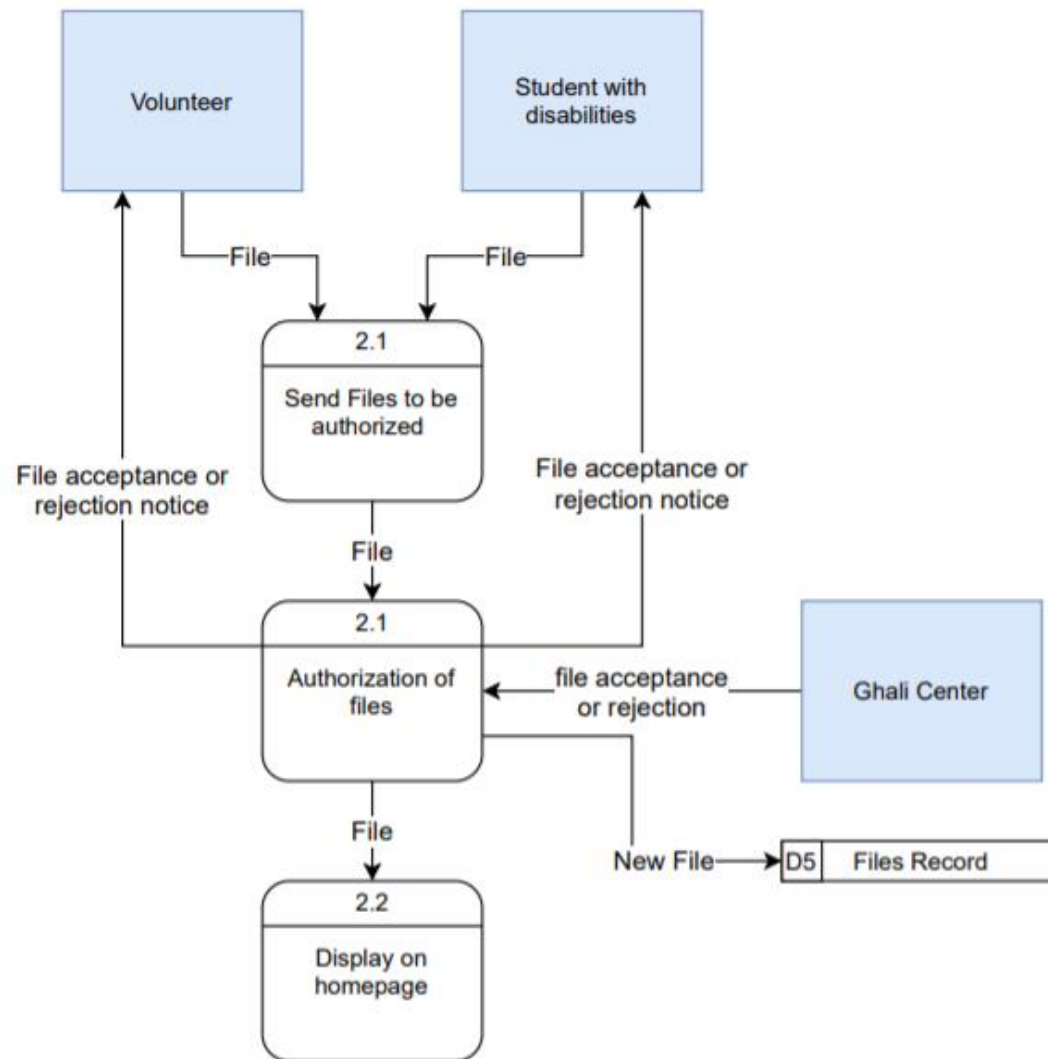 Volunteer
Student with
disabilities
File
File
2.1
Send Files to be
authorized
File acceptance or
rejection notice
File acceptance or
rejection notice
File
2.1
Authorization of
files
file acceptance
or rejection
Ghali Center
File
New File
D5
Files Record
2.2
Display on
homepage